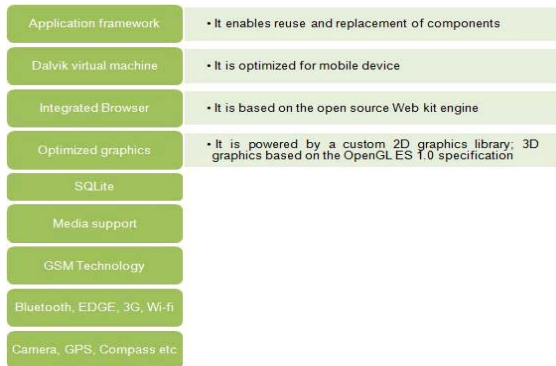 Application framework
• It enables reuse and replacement of components
Dalvik virtual machine
• It is optimized for mobile device
Integrated Browser
• It is based on the open source Web kit engine
Optimized graphics
• It is powered by a custom 2D graphics library; 3D
graphics based on the OpenGL ES 1.0 specification
SQLite
Media support
GSM Technology
Bluetooth, EDGE, 3G, Wi-fi
Camera, GPS, Compass etc